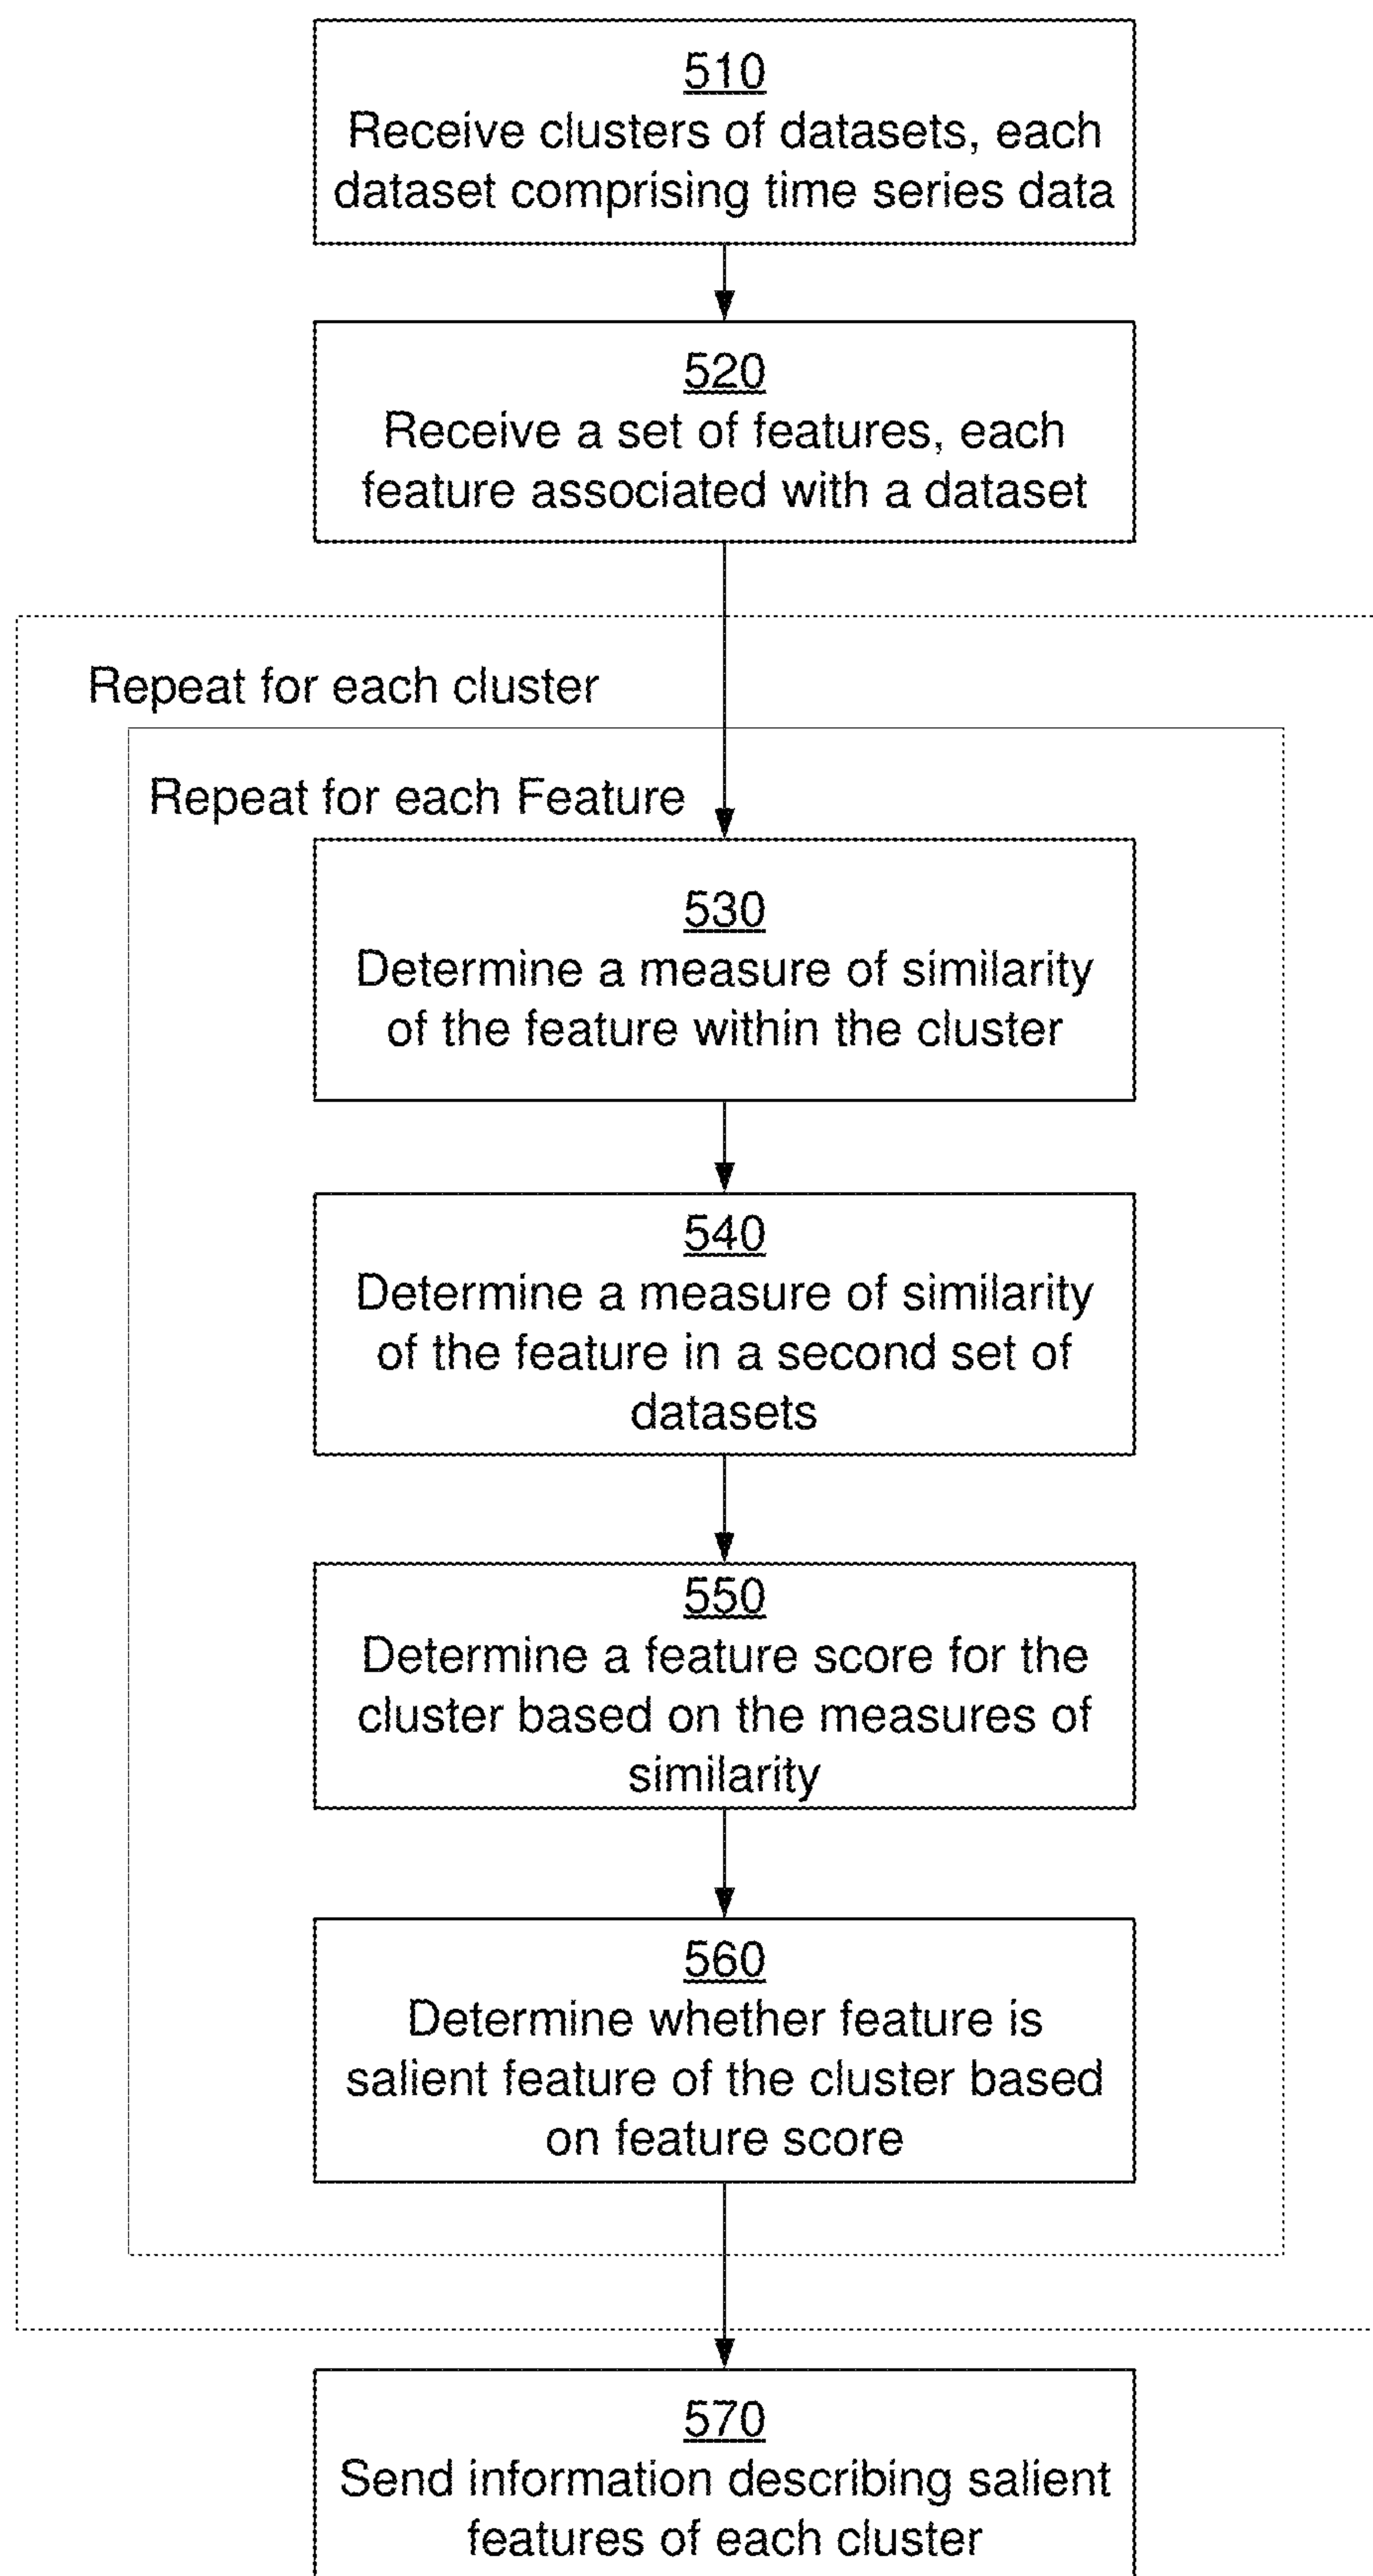 510
Receive clusters of datasets, each
dataset comprising time series data
520
Receive a set of features, each
feature associated with a dataset
Repeat for each cluster
Repeat for each Feature
530
Determine a measure of similarity
of the feature within the cluster
540
Determine a measure of similarity
of the feature in a second set of
datasets
550
Determine a feature score for the
cluster based on the measures of
similarity
560
Determine whether feature is
salient feature of the cluster based
on feature score
570
Send information describing salient
features of each cluster